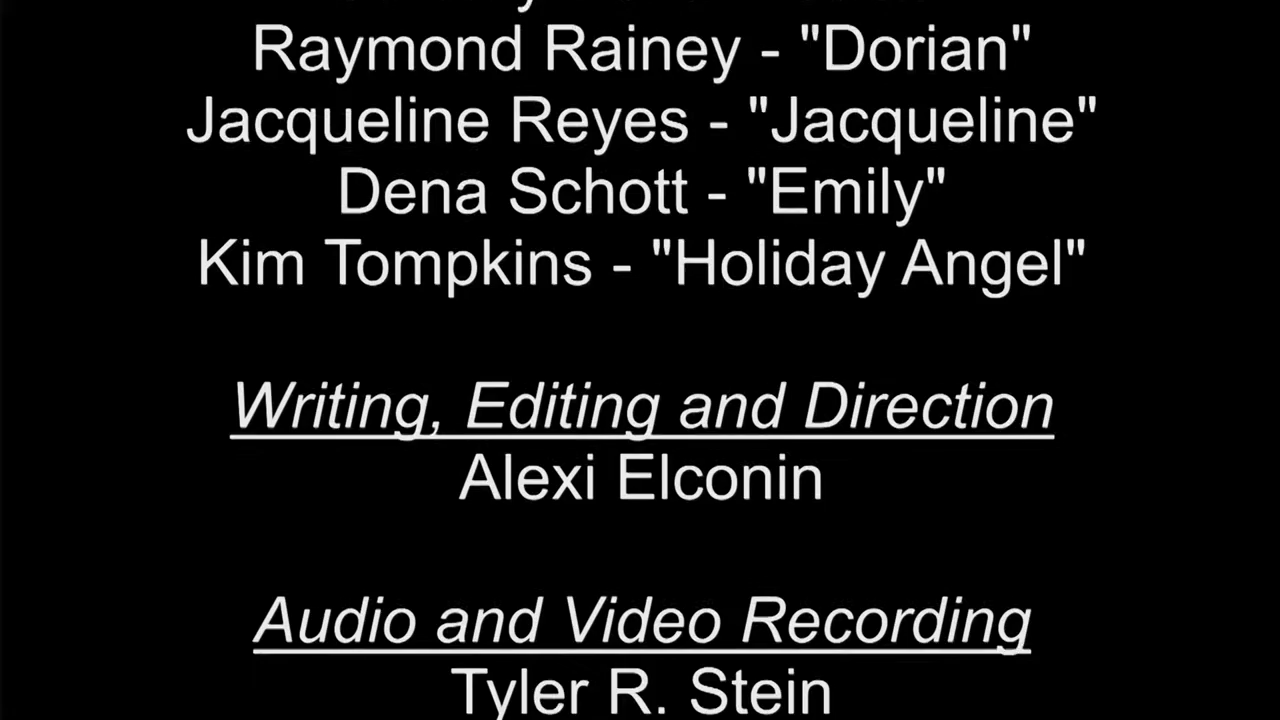 Raymond Rainey - "Dorian"
Jacqueline Reyes - "Jacqueline"
Dena Schott - "Emily"
Kim Tompkins - "Holiday Angel"
Writing, Editing and Direction
Alexi Elconin
Audio and Video Recording
Tyler R. Stein